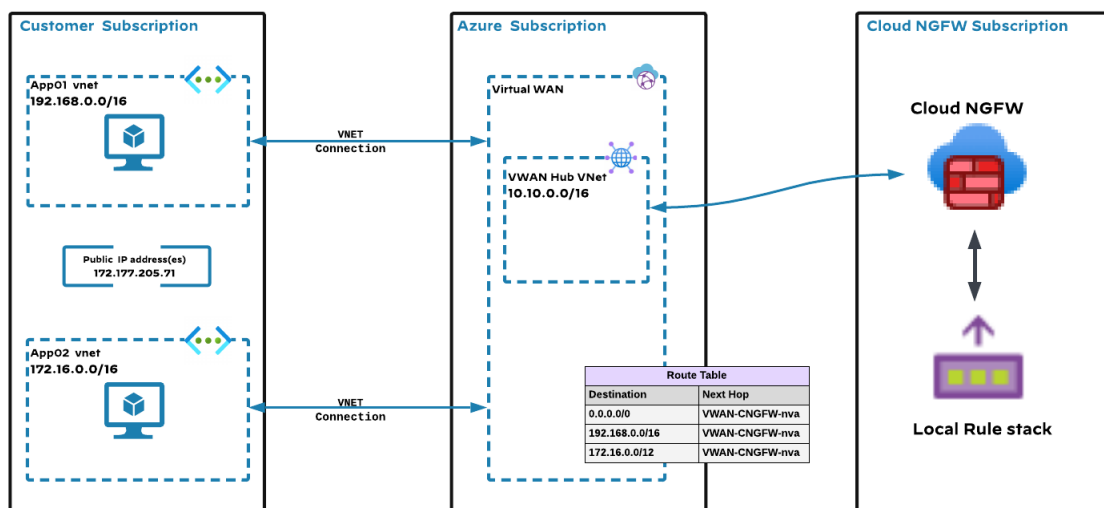 Customer Subscription
App01 vnet
192.168.0.0/16
Public IP address(es)
172.177.205.71
App02 vnet
172.16.0.0/16
VNET
Connection
VNET
Connection
Azure Subscription
Virtual WAN
VWAN Hub VNet
10.10.0.0/16
Route Table
Destination Next Hop
0.0.0.0/0 VWAN-CNGFW-nva
192.168.0.0/16 VWAN-CNGFW-nva
172.16.0.0/12 VWAN-CNGFW-nva
Cloud NGFW Subscription
Cloud NGFW
Local Rule stack